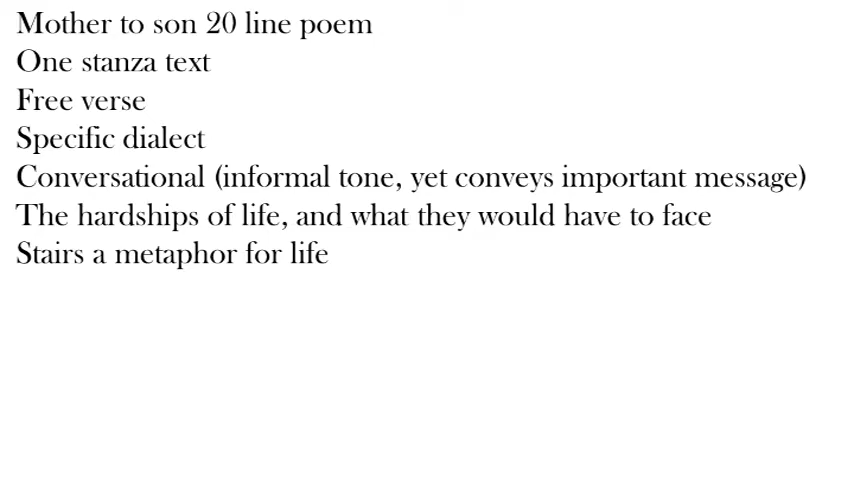 Mother to son 20 line poem
One stanza text
Free verse
Specific dialect
Conversational (informal tone, yet conveys important message)
The hardships of life, and what they would have to face
Stairs a metaphor for life